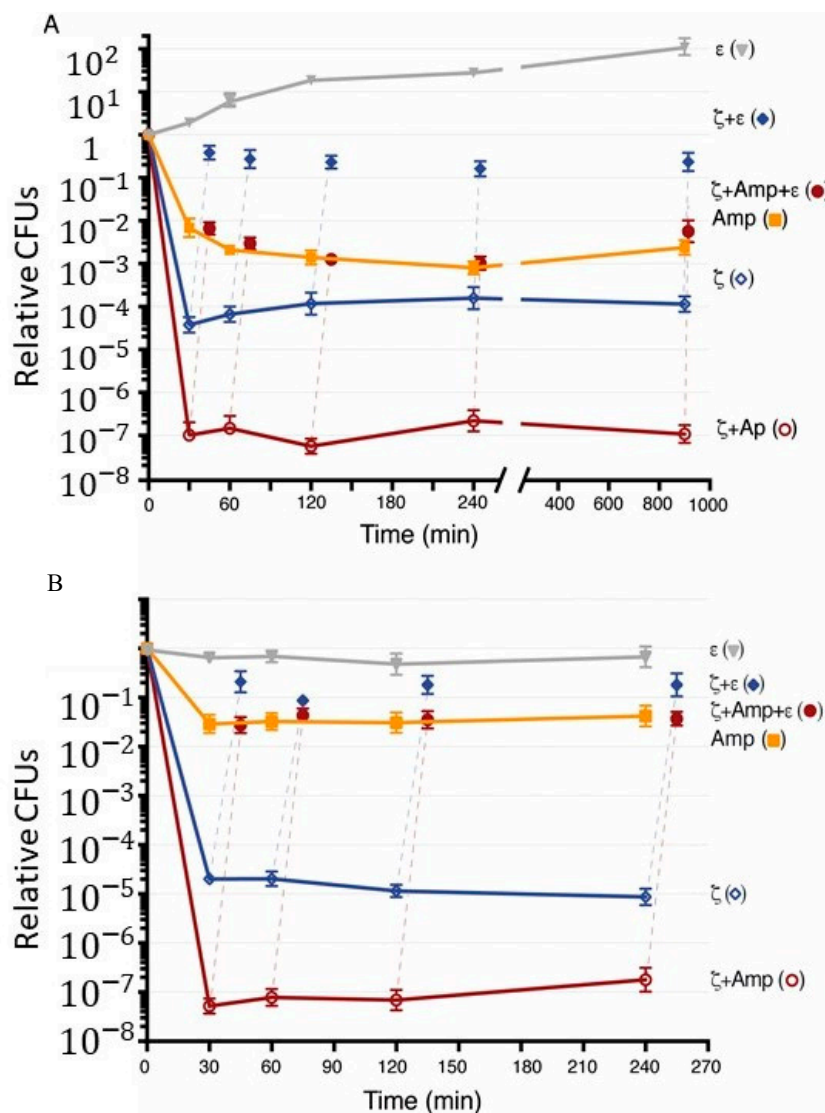 A
10²
10¹
1
10⁻¹
10⁻²
10⁻³
10⁻⁴
10⁻⁵
10⁻⁶
10⁻⁷
10⁻⁸
Relative CFUs
ε (▼)
ζ+ε (◆)
ζ+Amp+ε (●)
Amp (■)
ζ (◇)
ζ+Ap (○)
0 60 120 180 240 400 600 800 1000
Time (min)
B
10⁻¹
10⁻²
10⁻³
10⁻⁴
10⁻⁵
10⁻⁶
10⁻⁷
10⁻⁸
Relative CFUs
ε (▼)
ζ+ε (◆)
ζ+Amp+ε (●)
Amp (■)
ζ (◇)
ζ+Amp (○)
0 30 60 90 120 150 180 210 240 270
Time (min)